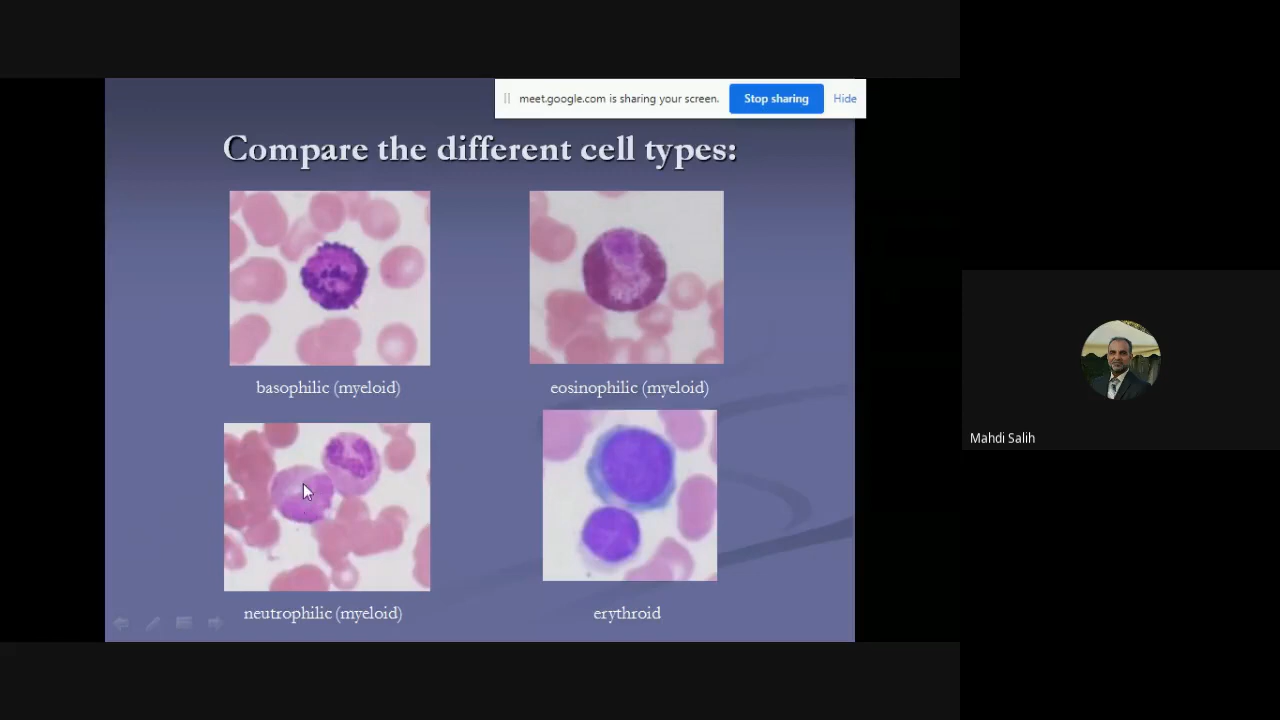 meet.google.com is sharing your screen. Stop sharing Hide
Compare the different cell types:
basophilic (myeloid) eosinophilic (myeloid)
neutrophilic (myeloid) erythroid
Mahdi Salih